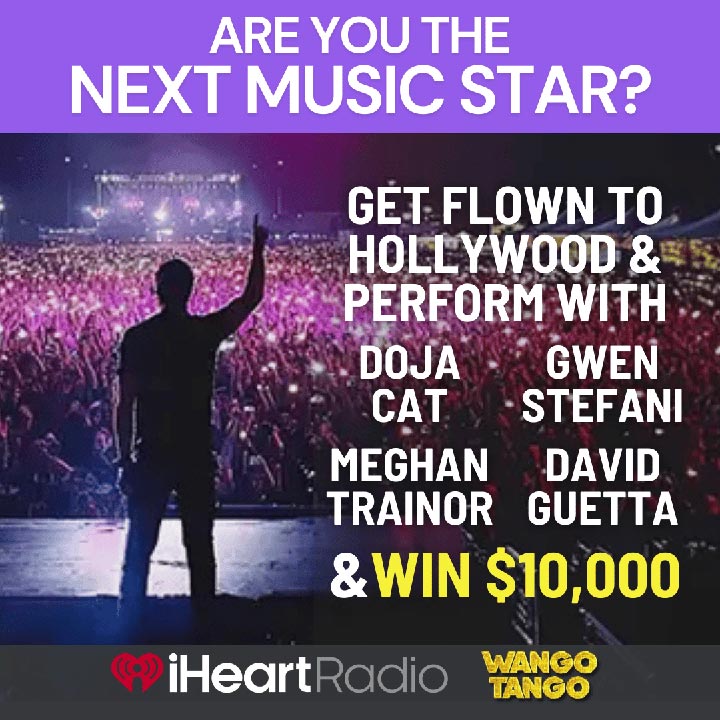 ARE YOU THE
NEXT MUSIC STAR?
GET FLOWN TO
HOLLYWOOD &
PERFORM WITH
DOJA
CAT
GWEN
STEFANI
MEGHAN
TRAINOR
DAVID
GUETTA
& WIN $10,000
iHeartRadio
WANGO
TANGO